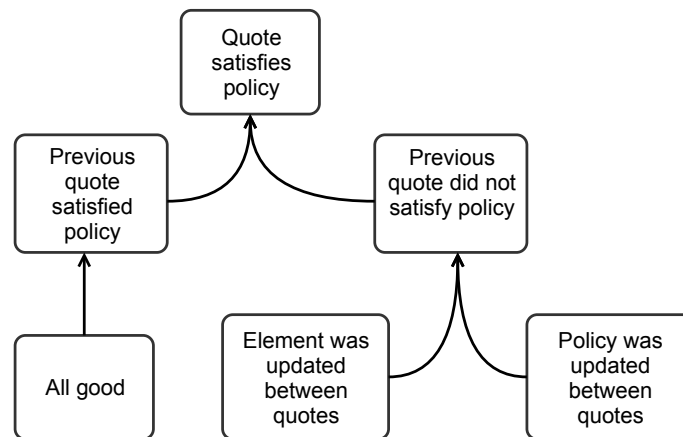 Quote
satisfies
policy
Previous
quote
satisfied
policy
Previous
quote did not
satisfy policy
All good
Element was
updated
between
quotes
Policy was
updated
between
quotes